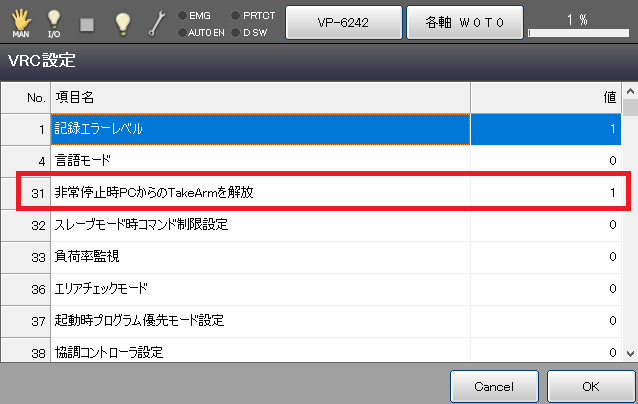 MAN I/O EMG AUTO EN PRTCT D SW VP-6242 各軸 W0T0 1 %
VRC設定
No. 項目名 値
1 記録エラーレベル 1
4 言語モード 0
31 非常停止時PCからのTakeArmを解放 1
32 スレーブモード時コマンド制限設定 0
33 負荷率監視 0
36 エリアチェックモード 0
37 起動時プログラム優先モード設定 0
38 協調コントローラ設定 0
Cancel OK